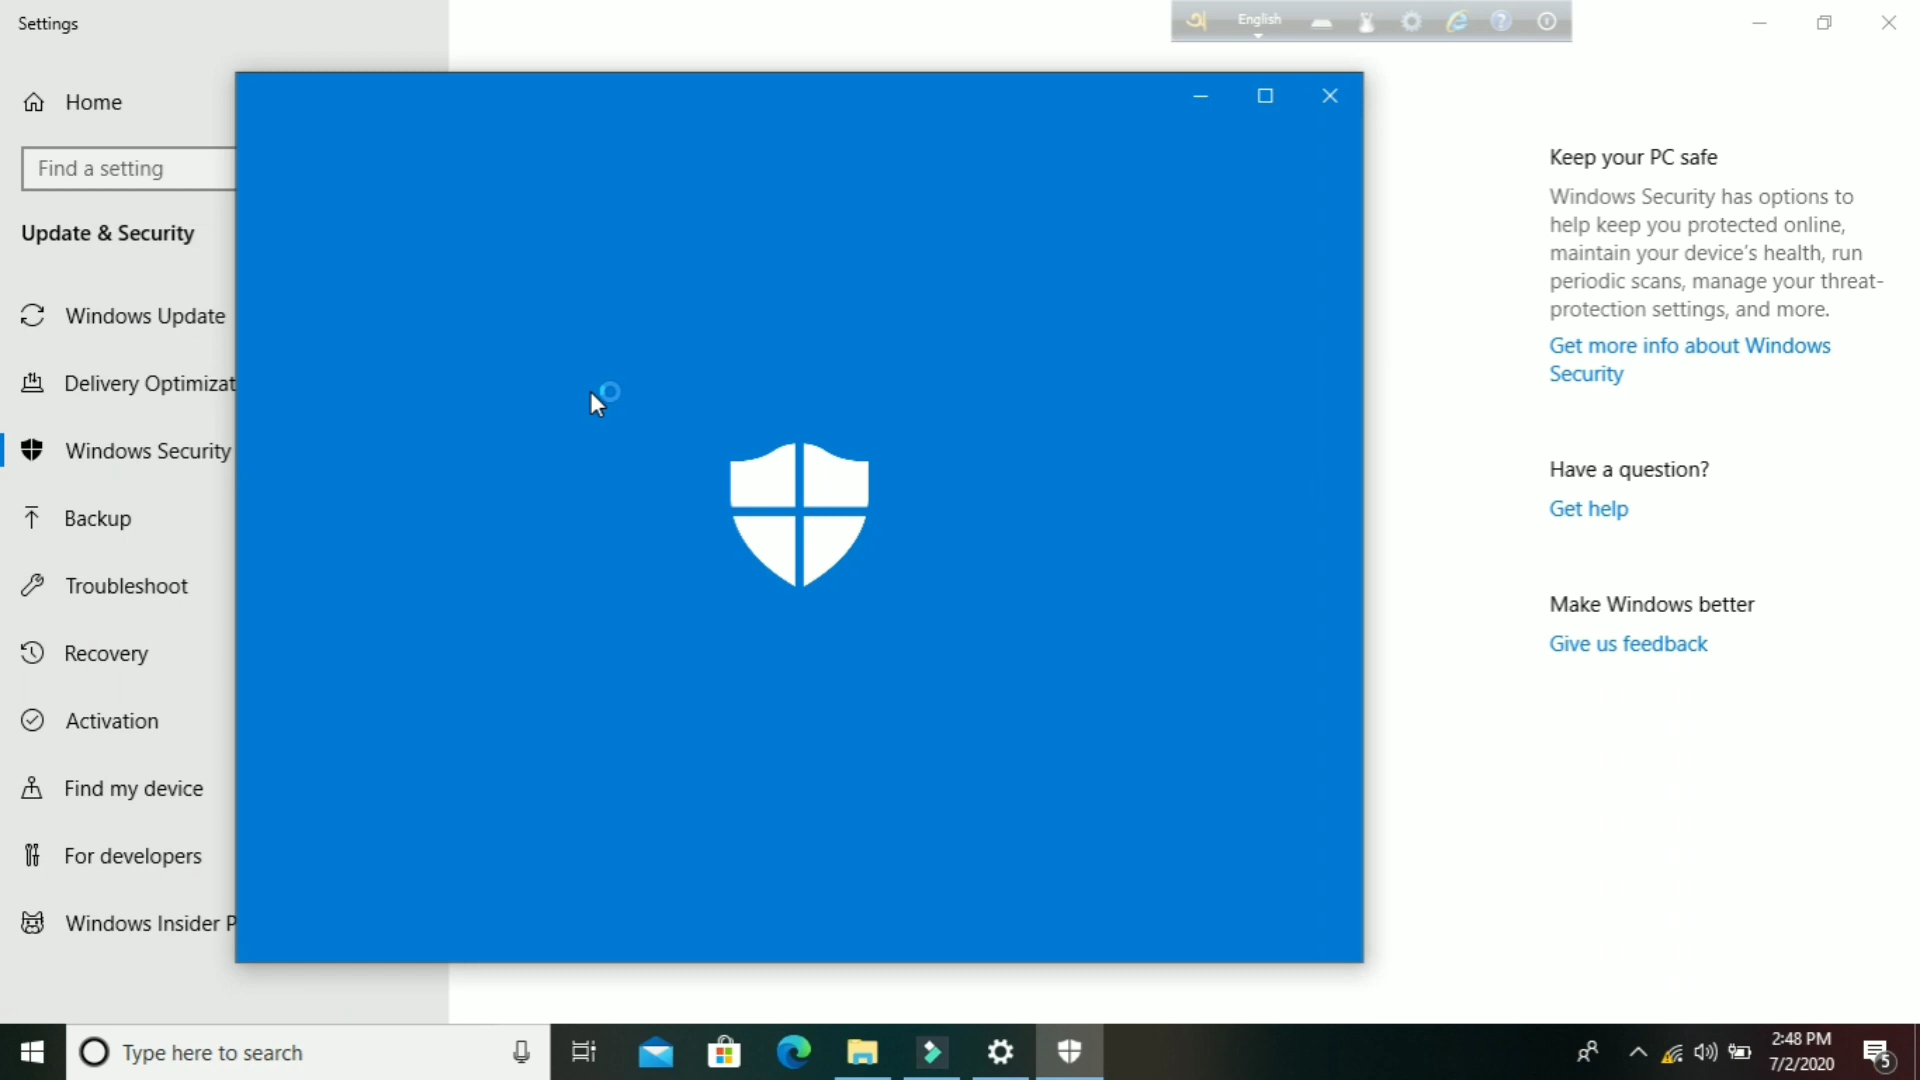 Settings
অ English
Home
Find a setting
Update & Security
Windows Update
Delivery Optimizat
Windows Security
Backup
Troubleshoot
Recovery
Activation
Find my device
For developers
Windows Insider P
Keep your PC safe
Windows Security has options to
help keep you protected online,
maintain your device's health, run
periodic scans, manage your threat-
protection settings, and more.
Get more info about Windows
Security
Have a question?
Get help
Make Windows better
Give us feedback
Type here to search
2:48 PM
7/2/2020
5